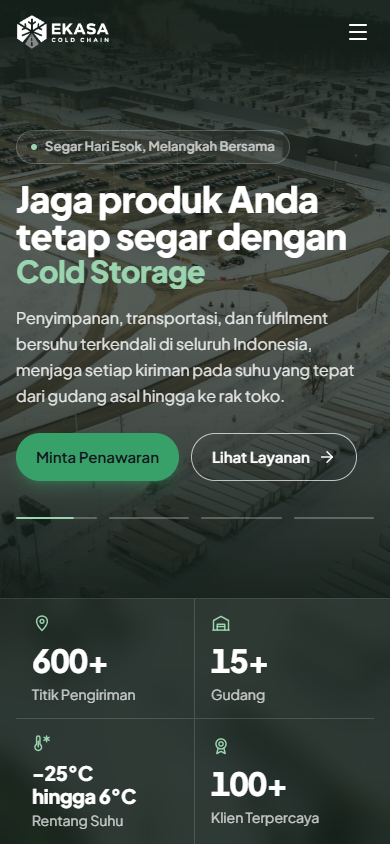 EKASA
COLD CHAIN
Segar Hari Esok, Melangkah Bersama
Jaga produk Anda
tetap segar dengan
Cold Storage
Penyimpanan, transportasi, dan fulfilment
bersuhu terkendali di seluruh Indonesia,
menjaga setiap kiriman pada suhu yang tepat
dari gudang asal hingga ke rak toko.
Minta Penawaran
Lihat Layanan →
600+
Titik Pengiriman
15+
Gudang
−25°C
hingga 6°C
Rentang Suhu
100+
Klien Terpercaya